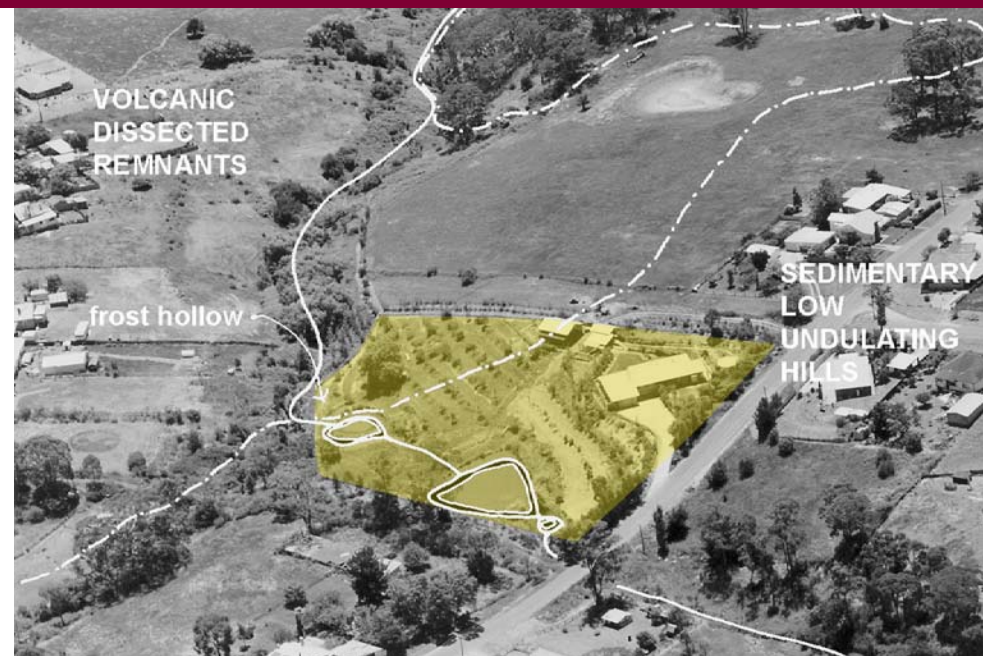 VOLCANIC
DISSECTED
REMNANTS
frost hollow
SEDIMENTARY
LOW
UNDULATING
HILLS